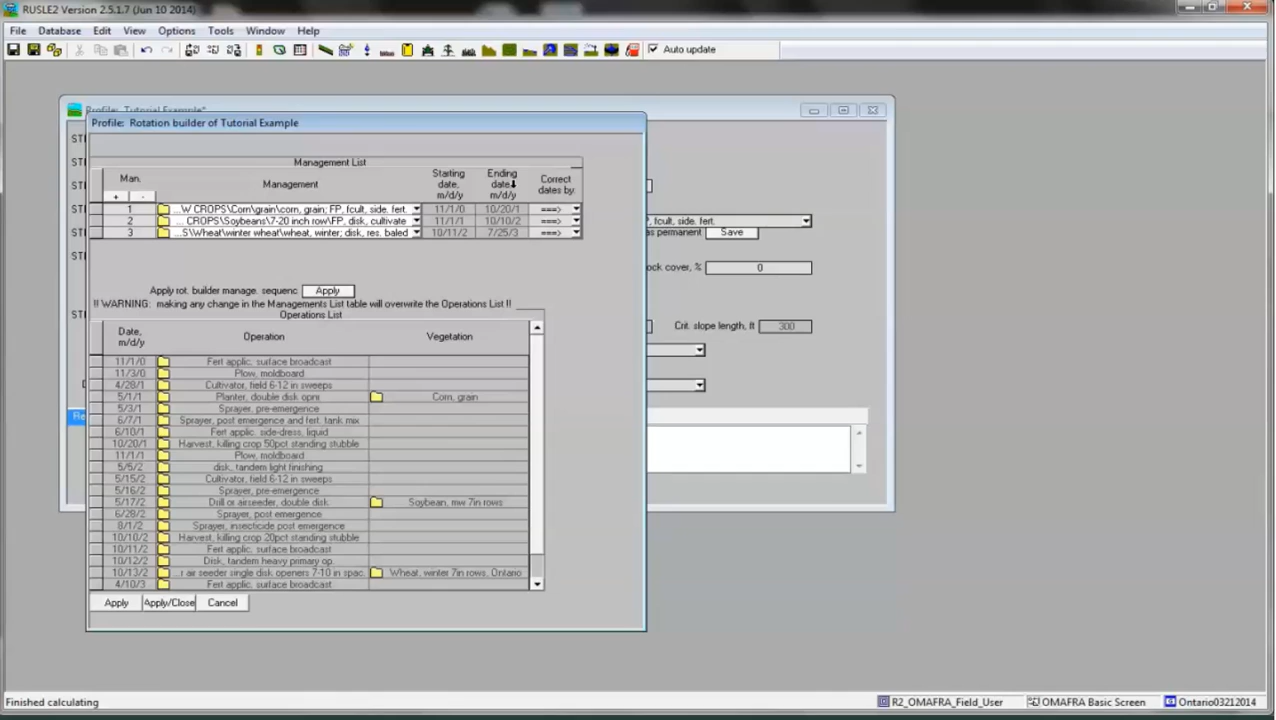 RUSLE2 Version 2.5.1.7 (Jun 10 2014)
File Database Edit View Options Tools Window Help
Auto update
Profile: Tutorial Example*
Profile: Rotation builder of Tutorial Example
Management List
Man. Management Starting date, m/d/y Ending date, m/d/y Correct dates by:
+ -
1 ...W CROPS\Corn\grain\corn, grain; FP, fcult, side. fert. 11/1/0 10/20/1 ===>
2 CROPS\Soybeans\7-20 inch row\FP, disk, cultivate 11/1/1 10/10/2 ===>
3 ...S\Wheat\winter wheat\wheat, winter; disk, res. baled 10/11/2 7/25/3 ===>
P, fcult, side. fert.
as permanent Save
ock cover, % 0
Apply rot. builder manage. sequenc Apply
!! WARNING: making any change in the Managements List table will overwrite the Operations List !!
Operations List
Crit. slope length, ft 300
Date, m/d/y Operation Vegetation
11/1/0 Fert applic. surface broadcast
11/3/0 Plow, moldboard
4/28/1 Cultivator, field 6-12 in sweeps
5/1/1 Planter, double disk opnr Corn, grain
5/3/1 Sprayer, pre-emergence
6/7/1 Sprayer, post emergence and fert. tank mix
6/10/1 Fert applic. side-dress, liquid
10/20/1 Harvest, killing crop 50pct standing stubble
11/1/1 Plow, moldboard
5/5/2 disk, tandem light finishing
5/15/2 Cultivator, field 6-12 in sweeps
5/16/2 Sprayer, pre-emergence
5/17/2 Drill or airseeder, double disk Soybean, mw 7in rows
6/28/2 Sprayer, post emergence
8/1/2 Sprayer, insecticide post emergence
10/10/2 Harvest, killing crop 20pct standing stubble
10/11/2 Fert applic. surface broadcast
10/12/2 Disk, tandem heavy primary op.
10/13/2 ...r air seeder single disk openers 7-10 in spac. Wheat, winter 7in rows, Ontario
4/10/3 Fert applic. surface broadcast
Apply Apply/Close Cancel
Finished calculating R2_OMAFRA_Field_User OMAFRA Basic Screen Ontario03212014